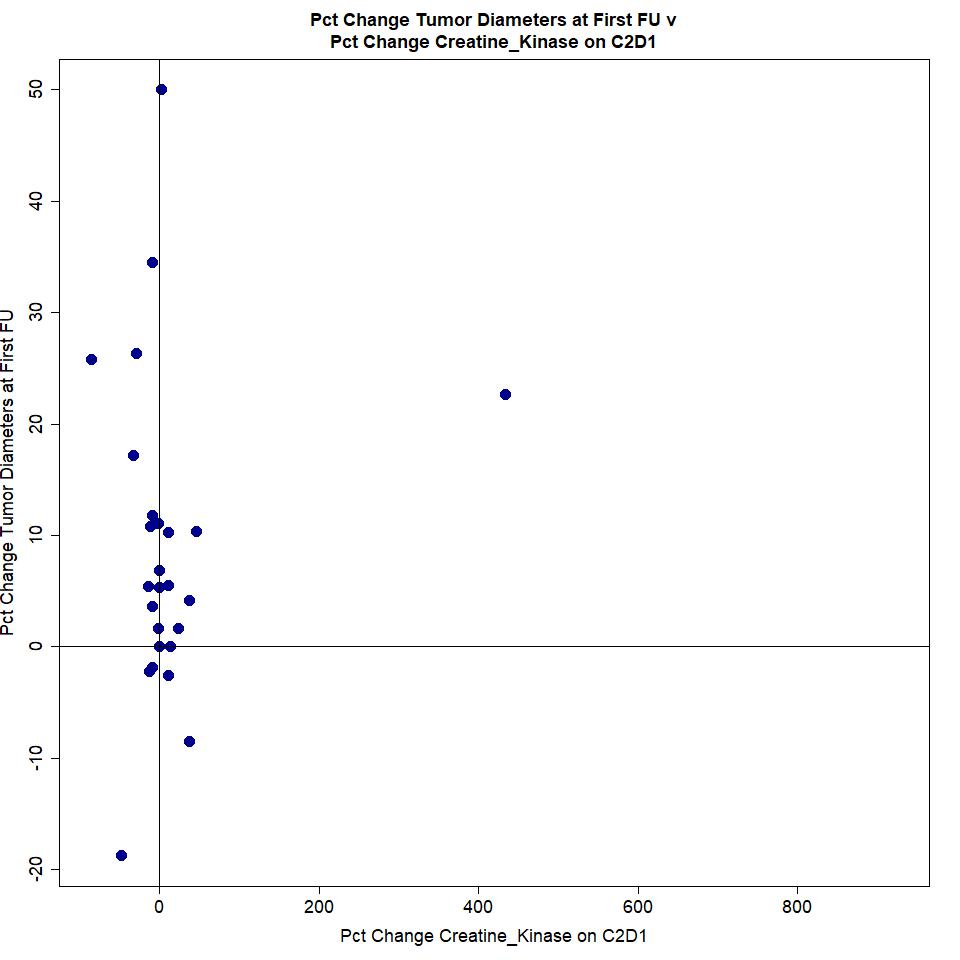 Pct Change Tumor Diameters at First FU v
Pct Change Creatine_Kinase on C2D1
Pct Change Tumor Diameters at First FU
50
40
30
20
10
0
-10
-20
0 200 400 600 800
Pct Change Creatine_Kinase on C2D1